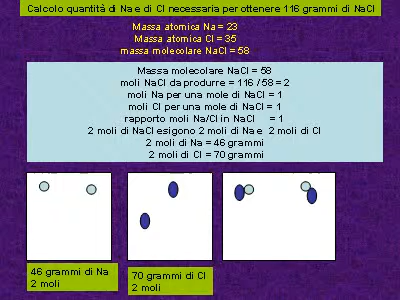 Calcolo quantità di Na e di Cl necessaria per ottenere 116 grammi di NaCl
Massa atomica Na = 23
Massa atomica Cl = 35
massa molecolare NaCl = 58
Massa molecolare NaCl = 58
moli NaCl da produrre = 116 / 58 = 2
moli Na per una mole di NaCl = 1
moli Cl per una mole di NaCl = 1
rapporto moli Na/Cl in NaCl = 1
2 moli di NaCl esigono 2 moli di Na e 2 moli di Cl
2 moli di Na = 46 grammi
2 moli di Cl = 70 grammi
46 grammi di Na
2 moli
70 grammi di Cl
2 moli